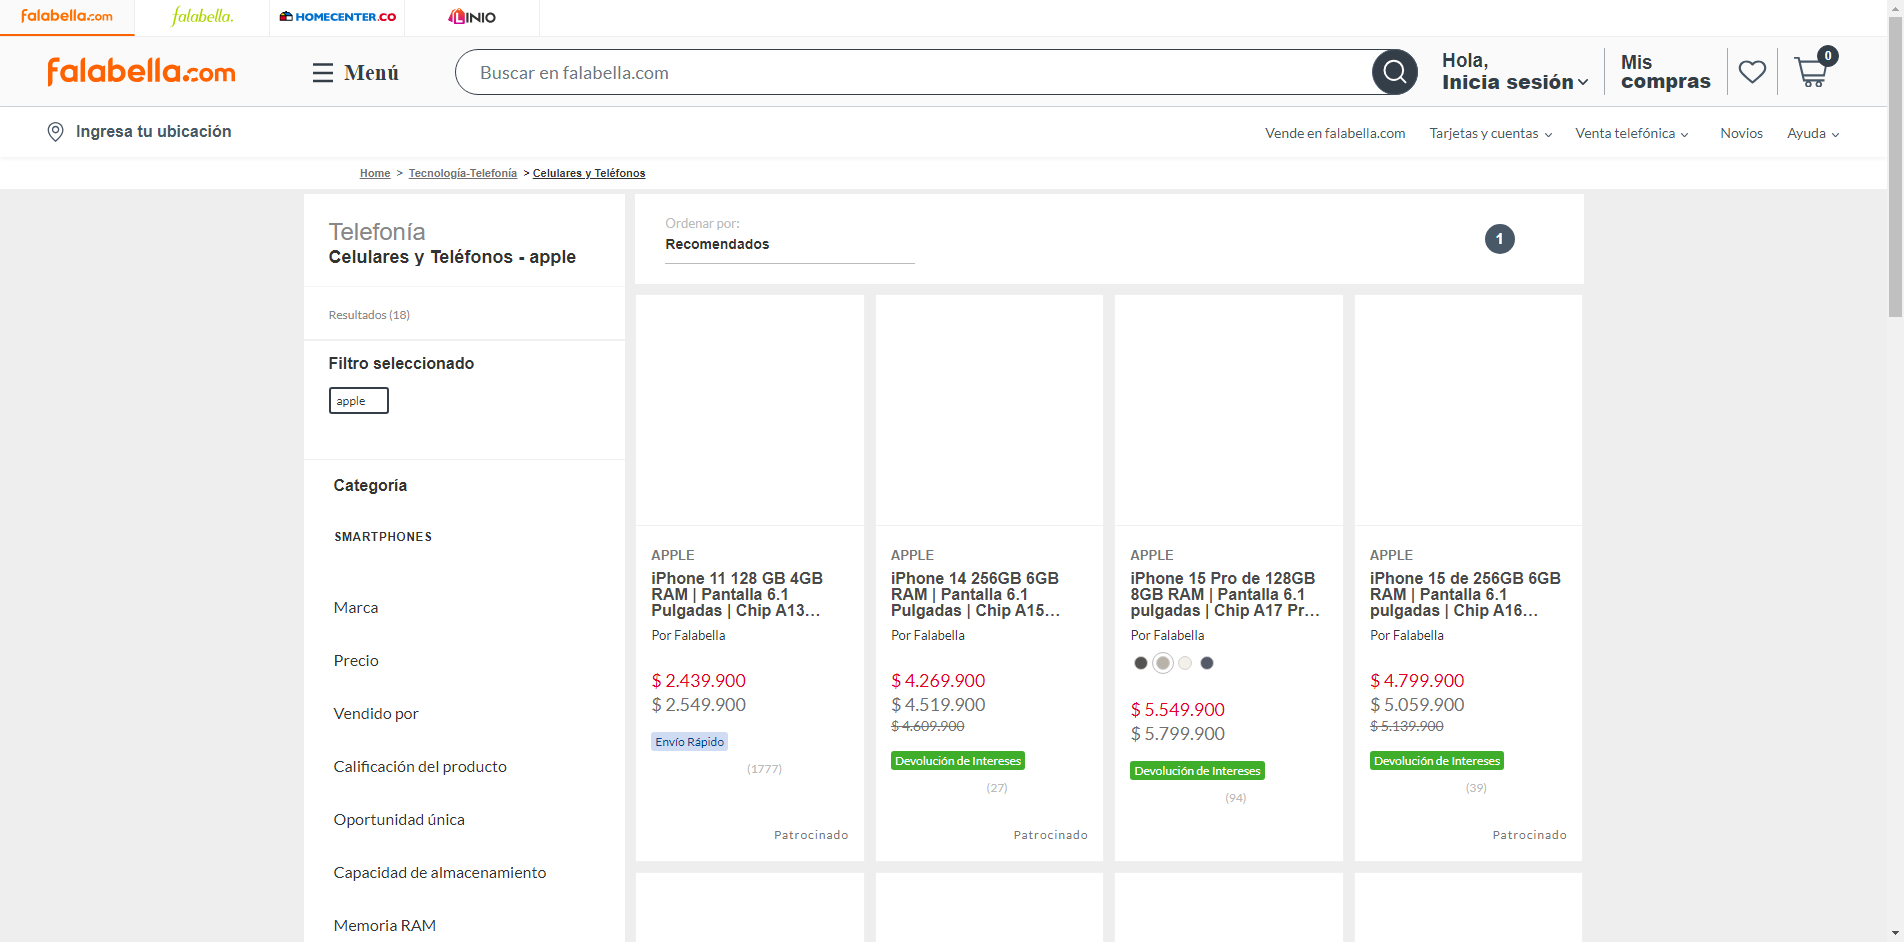 falabella.com
falabella.
HOMECENTER.CO
LINIO
falabella.com
Menú
Buscar en falabella.com
Hola,
Inicia sesión
Mis
compras
0
Ingresa tu ubicación
Vende en falabella.com
Tarjetas y cuentas
Venta telefónica
Novios
Ayuda
Home > Tecnología-Telefonía > Celulares y Teléfonos
Telefonía
Celulares y Teléfonos - apple
Resultados (18)
Filtro seleccionado
apple
Categoría
SMARTPHONES
Marca
Precio
Vendido por
Calificación del producto
Oportunidad única
Capacidad de almacenamiento
Memoria RAM
Ordenar por:
Recomendados
1
APPLE
iPhone 11 128 GB 4GB
RAM | Pantalla 6.1
Pulgadas | Chip A13...
Por Falabella
$ 2.439.900
$ 2.549.900
Envío Rápido
(1777)
Patrocinado
APPLE
iPhone 14 256GB 6GB
RAM | Pantalla 6.1
Pulgadas | Chip A15...
Por Falabella
$ 4.269.900
$ 4.519.900
$ 4.609.900
Devolución de Intereses
(27)
Patrocinado
APPLE
iPhone 15 Pro de 128GB
8GB RAM | Pantalla 6.1
pulgadas | Chip A17 Pr...
Por Falabella
$ 5.549.900
$ 5.799.900
Devolución de Intereses
(94)
APPLE
iPhone 15 de 256GB 6GB
RAM | Pantalla 6.1
pulgadas | Chip A16...
Por Falabella
$ 4.799.900
$ 5.059.900
$ 5.139.900
Devolución de Intereses
(39)
Patrocinado